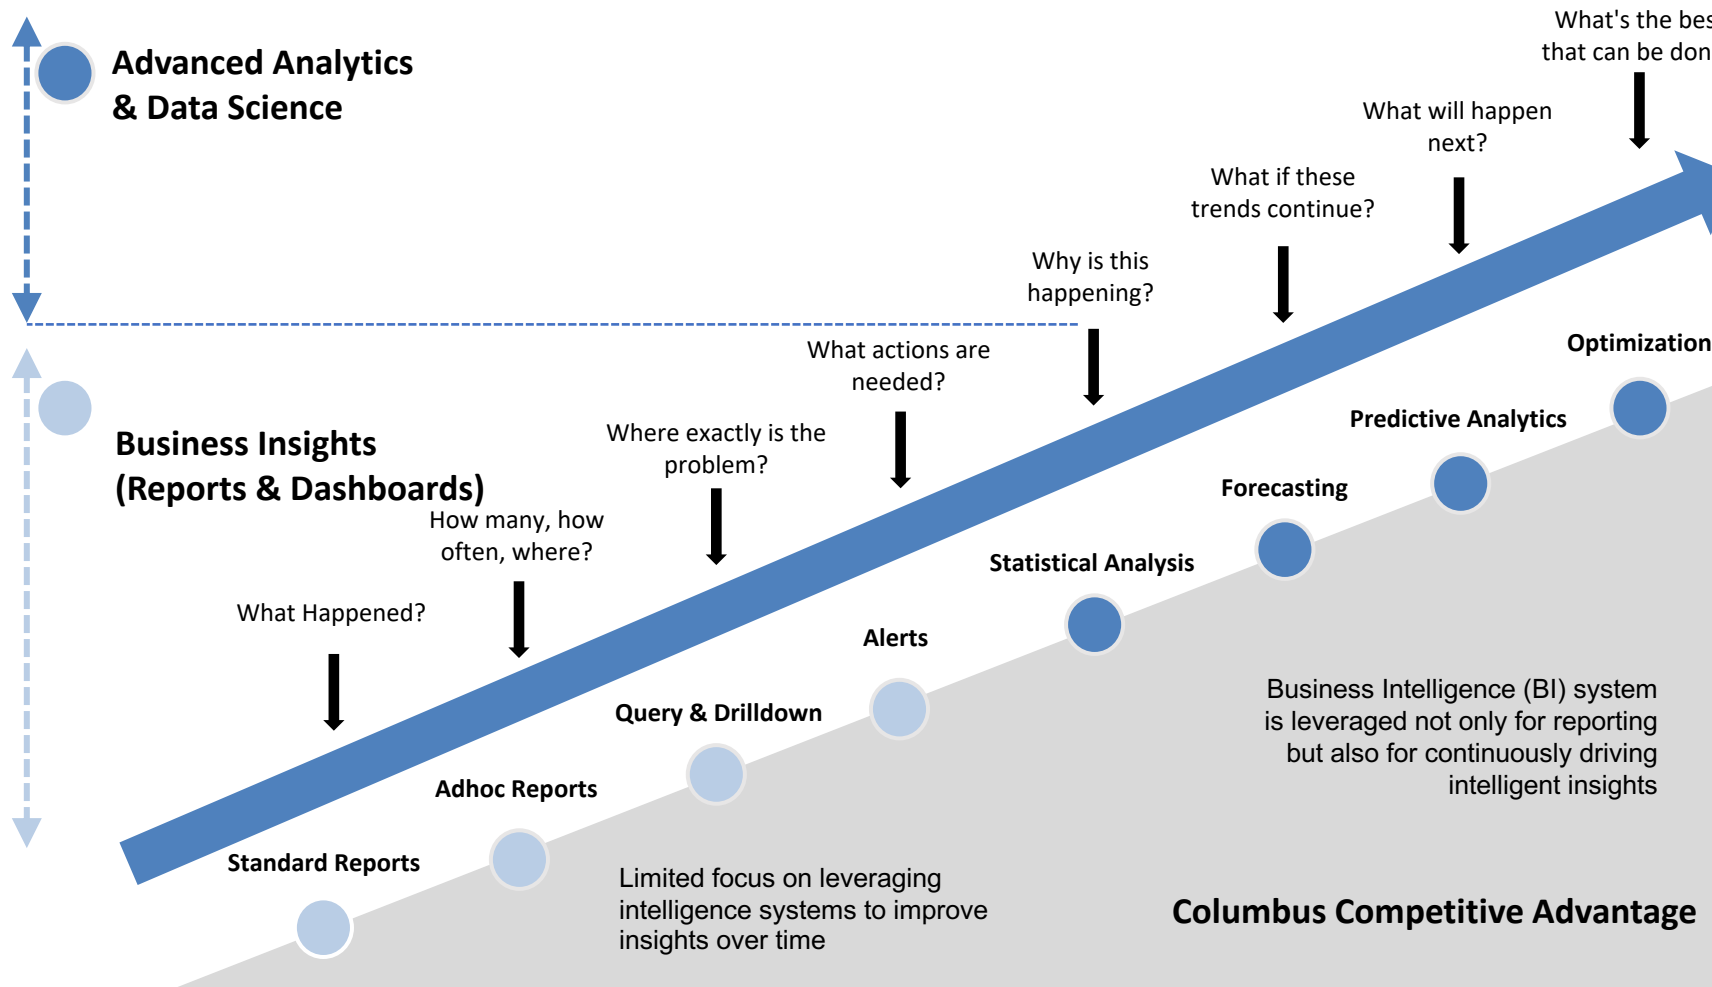 What's the bes
that can be don
Advanced Analytics
& Data Science
What will happen
next?
What if these
trends continue?
Why is this
happening?
What actions are
needed?
Optimization
Where exactly is the
problem?
Predictive Analytics
Business Insights
(Reports & Dashboards)
How many, how
often, where?
Forecasting
Statistical Analysis
What Happened?
Alerts
Query & Drilldown
Business Intelligence (BI) system
is leveraged not only for reporting
but also for continuously driving
intelligent insights
Adhoc Reports
Standard Reports
Limited focus on leveraging
intelligence systems to improve
insights over time
Columbus Competitive Advantage